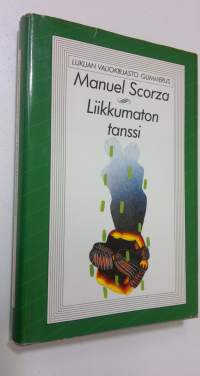 LUKIJAN VALIOKIRJASTO GUMMERUS
Manuel Scorza
Liikkumaton
tanssi